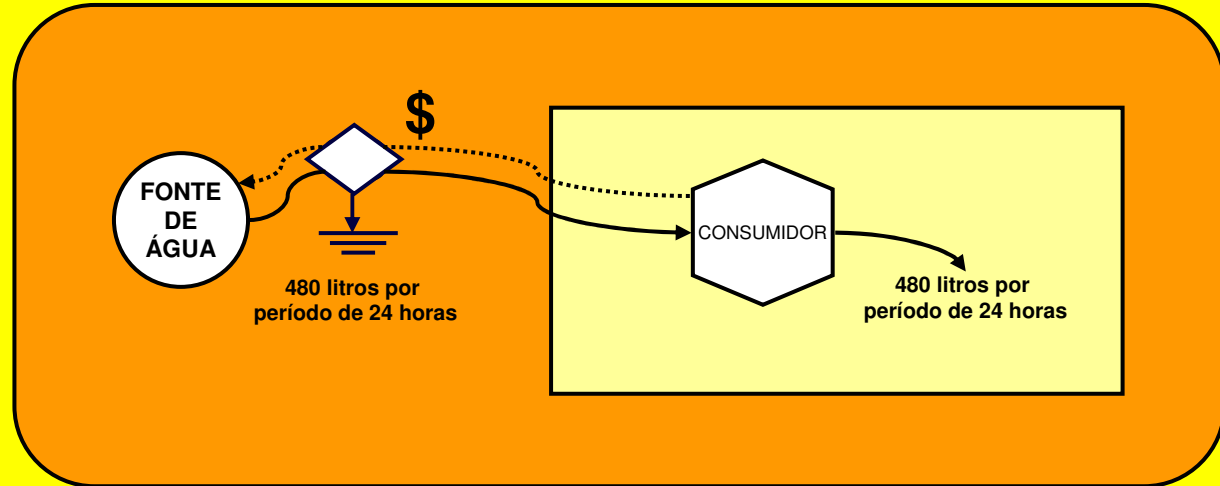 $
FONTE
DE
ÁGUA
CONSUMIDOR
480 litros por
período de 24 horas
480 litros por
período de 24 horas